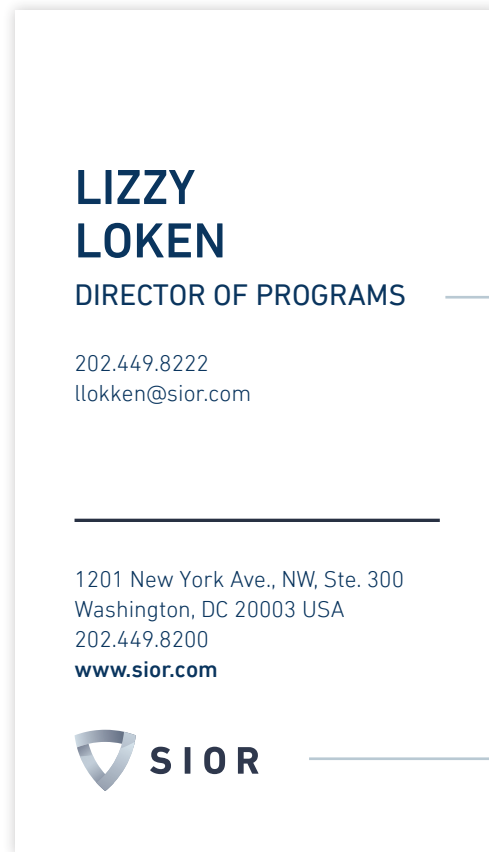 LIZZY
LOKEN
DIRECTOR OF PROGRAMS
202.449.8222
llokken@sior.com
1201 New York Ave., NW, Ste. 300
Washington, DC 20003 USA
202.449.8200
www.sior.com
SIOR